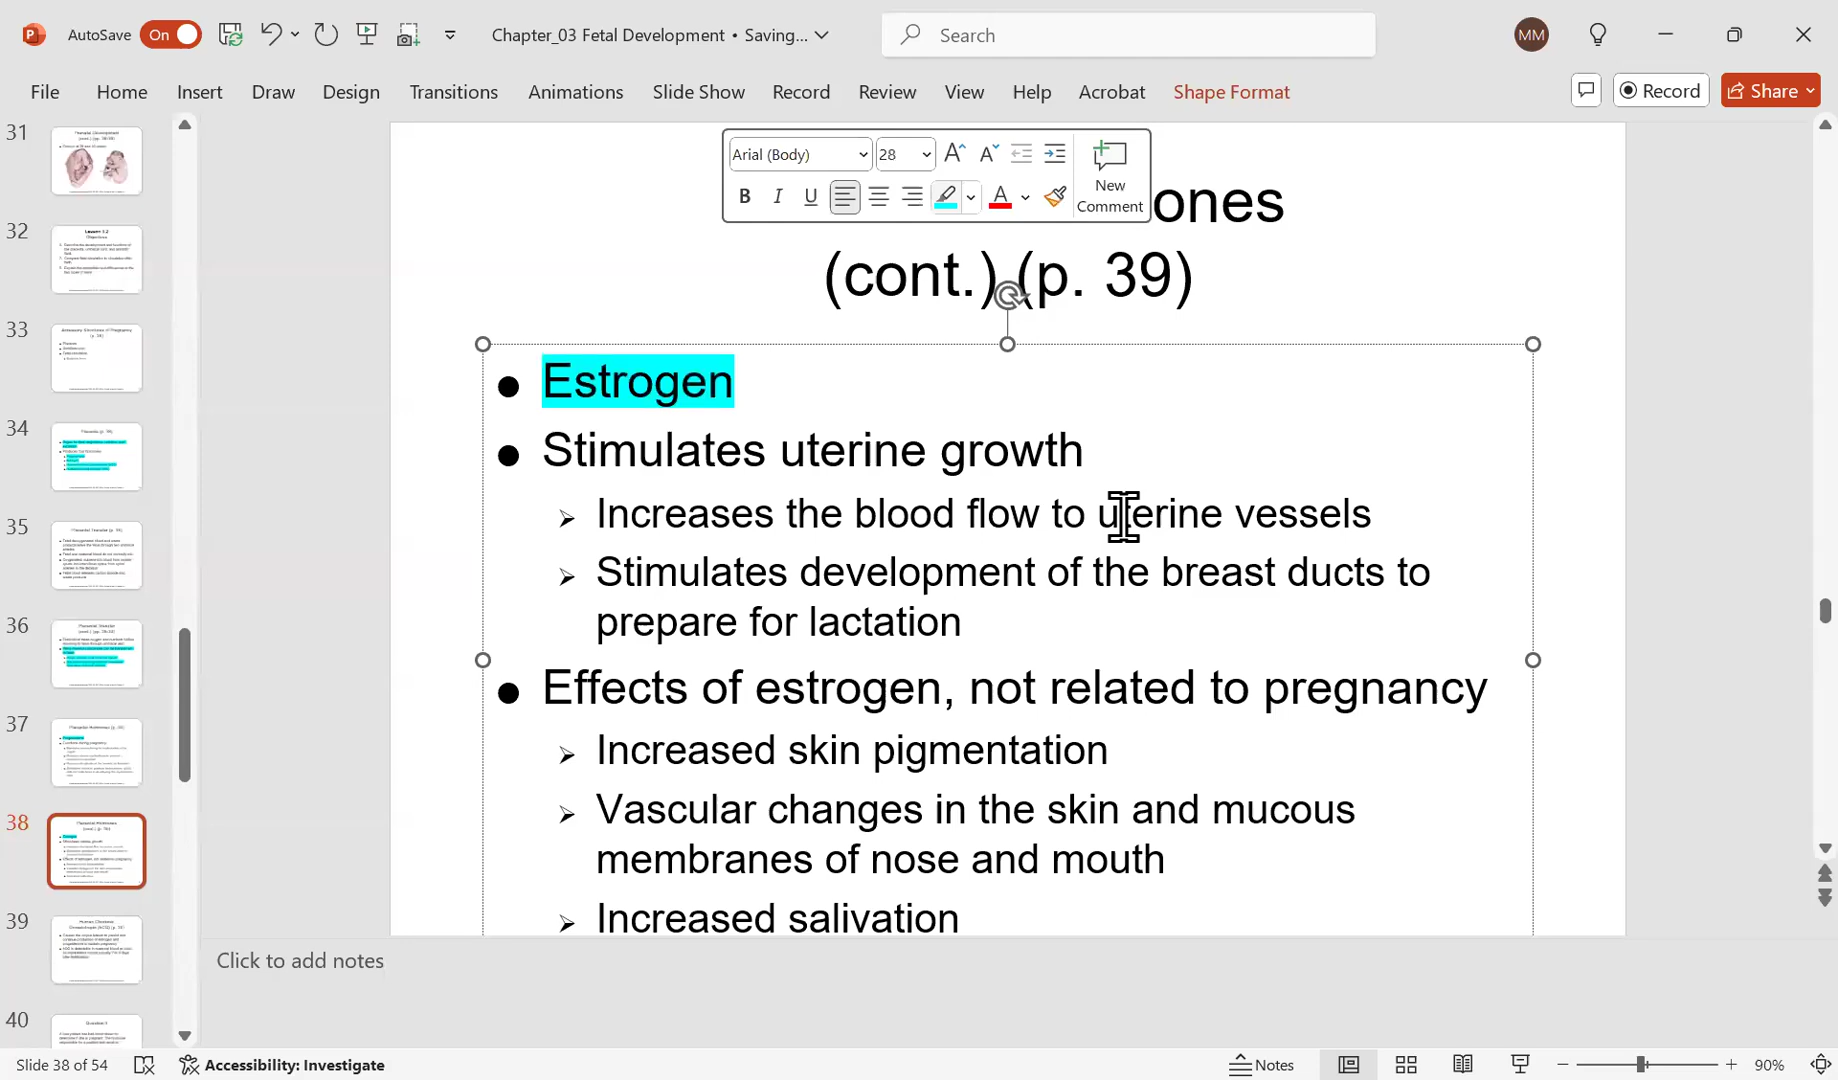 AutoSave On Chapter_03 Fetal Development • Saving... Search MM
File Home Insert Draw Design Transitions Animations Slide Show Record Review View Help Acrobat Shape Format Record Share
Arial (Body) 28
B I U A
New
Comment
ones
(cont.) (p. 39)
● Estrogen
● Stimulates uterine growth
➢ Increases the blood flow to uterine vessels
➢ Stimulates development of the breast ducts to
prepare for lactation
● Effects of estrogen, not related to pregnancy
➢ Increased skin pigmentation
➢ Vascular changes in the skin and mucous
membranes of nose and mouth
➢ Increased salivation
31
32
33
34
35
36
37
38
39
40
Click to add notes
Slide 38 of 54 Accessibility: Investigate Notes 90%